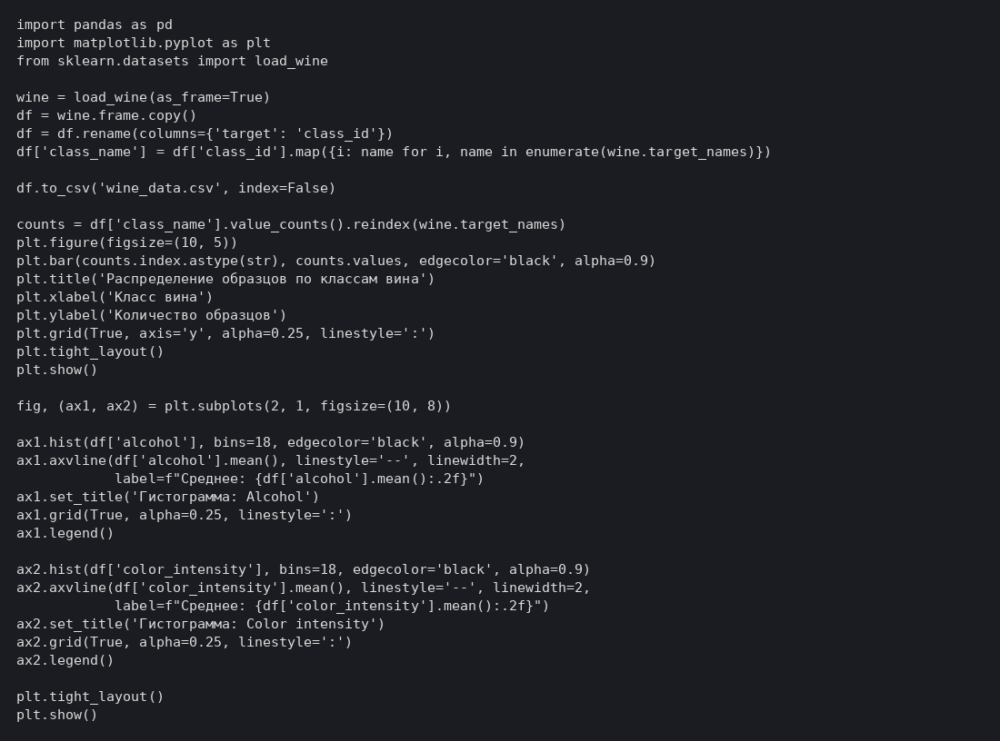 import pandas as pd
import matplotlib.pyplot as plt
from sklearn.datasets import load_wine

wine = load_wine(as_frame=True)
df = wine.frame.copy()
df = df.rename(columns={'target': 'class_id'})
df['class_name'] = df['class_id'].map({i: name for i, name in enumerate(wine.target_names)})

df.to_csv('wine_data.csv', index=False)

counts = df['class_name'].value_counts().reindex(wine.target_names)
plt.figure(figsize=(10, 5))
plt.bar(counts.index.astype(str), counts.values, edgecolor='black', alpha=0.9)
plt.title('Распределение образцов по классам вина')
plt.xlabel('Класс вина')
plt.ylabel('Количество образцов')
plt.grid(True, axis='y', alpha=0.25, linestyle=':')
plt.tight_layout()
plt.show()

fig, (ax1, ax2) = plt.subplots(2, 1, figsize=(10, 8))

ax1.hist(df['alcohol'], bins=18, edgecolor='black', alpha=0.9)
ax1.axvline(df['alcohol'].mean(), linestyle='--', linewidth=2,
            label=f"Среднее: {df['alcohol'].mean():.2f}")
ax1.set_title('Гистограмма: Alcohol')
ax1.grid(True, alpha=0.25, linestyle=':')
ax1.legend()

ax2.hist(df['color_intensity'], bins=18, edgecolor='black', alpha=0.9)
ax2.axvline(df['color_intensity'].mean(), linestyle='--', linewidth=2,
            label=f"Среднее: {df['color_intensity'].mean():.2f}")
ax2.set_title('Гистограмма: Color intensity')
ax2.grid(True, alpha=0.25, linestyle=':')
ax2.legend()

plt.tight_layout()
plt.show()